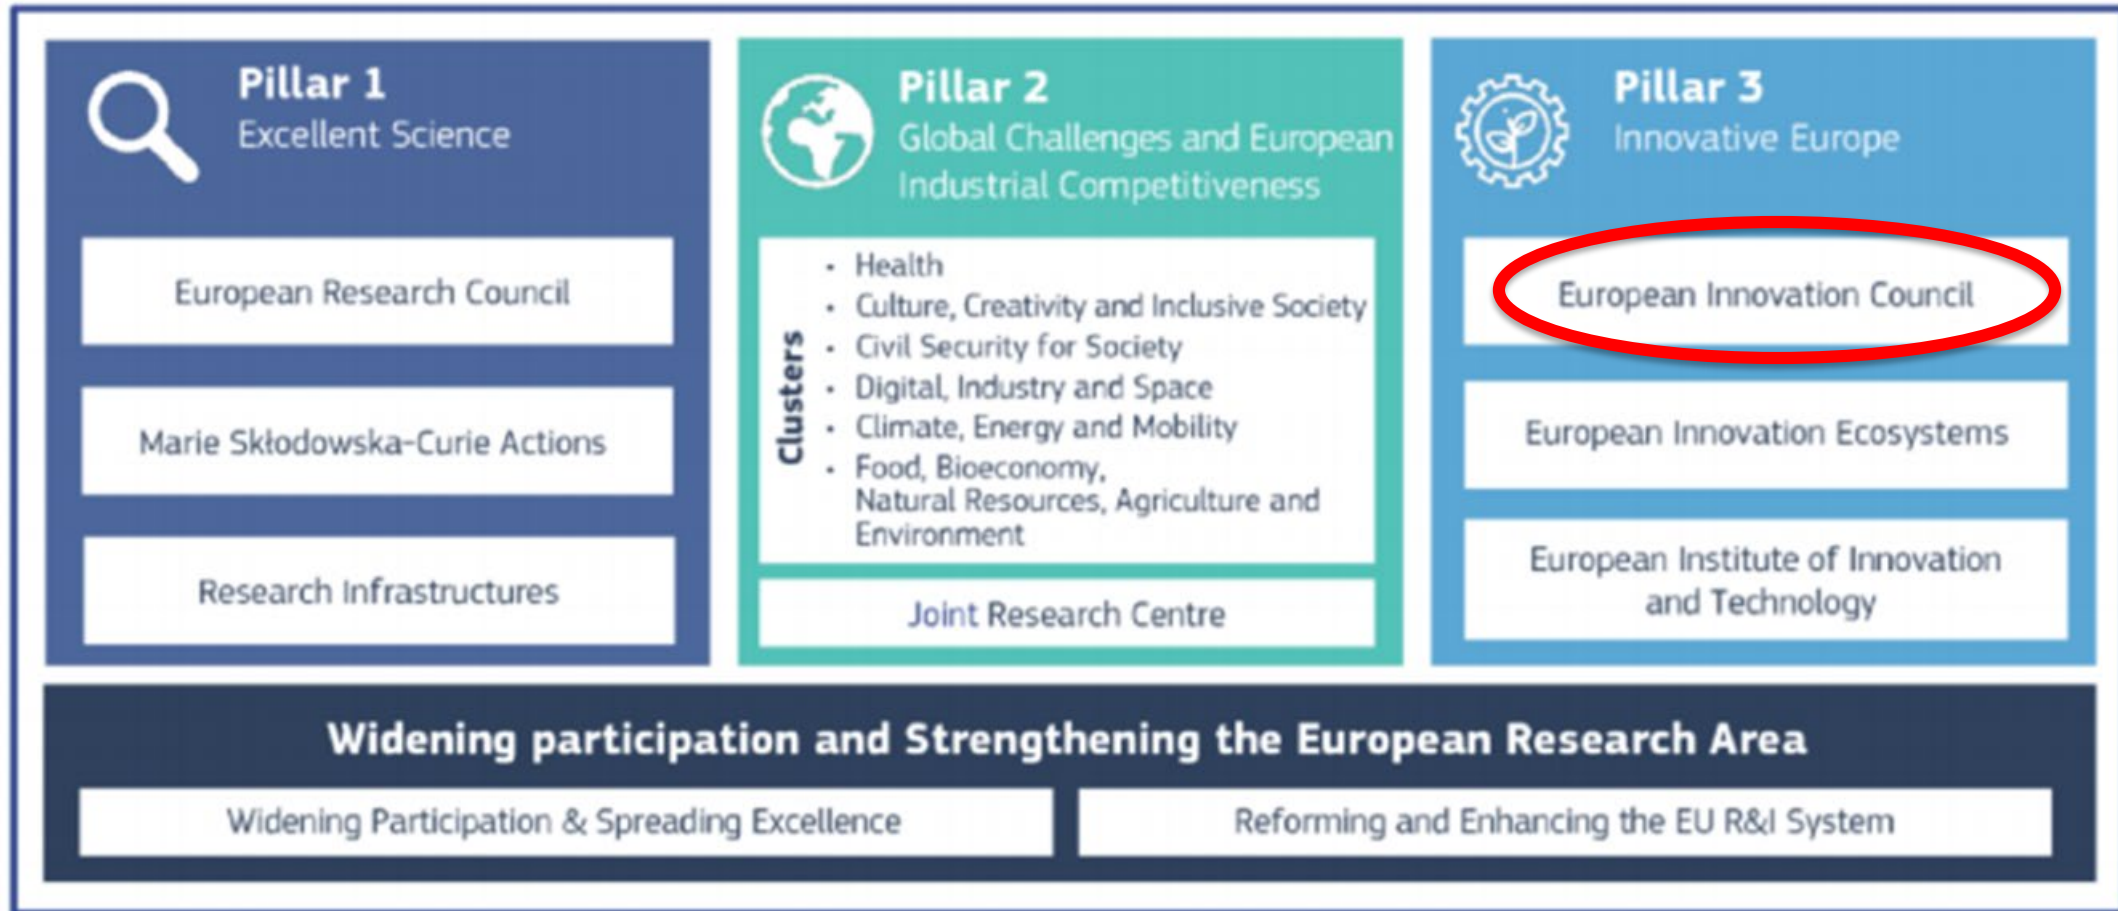 Pillar 1
Excellent Science
European Research Council
Marie Skłodowska-Curie Actions
Research Infrastructures
Pillar 2
Global Challenges and European
Industrial Competitiveness
Clusters
• Health
• Culture, Creativity and Inclusive Society
• Civil Security for Society
• Digital, Industry and Space
• Climate, Energy and Mobility
• Food, Bioeconomy,
Natural Resources, Agriculture and
Environment
Joint Research Centre
Pillar 3
Innovative Europe
European Innovation Council
European Innovation Ecosystems
European Institute of Innovation
and Technology
Widening participation and Strengthening the European Research Area
Widening Participation & Spreading Excellence
Reforming and Enhancing the EU R&I System